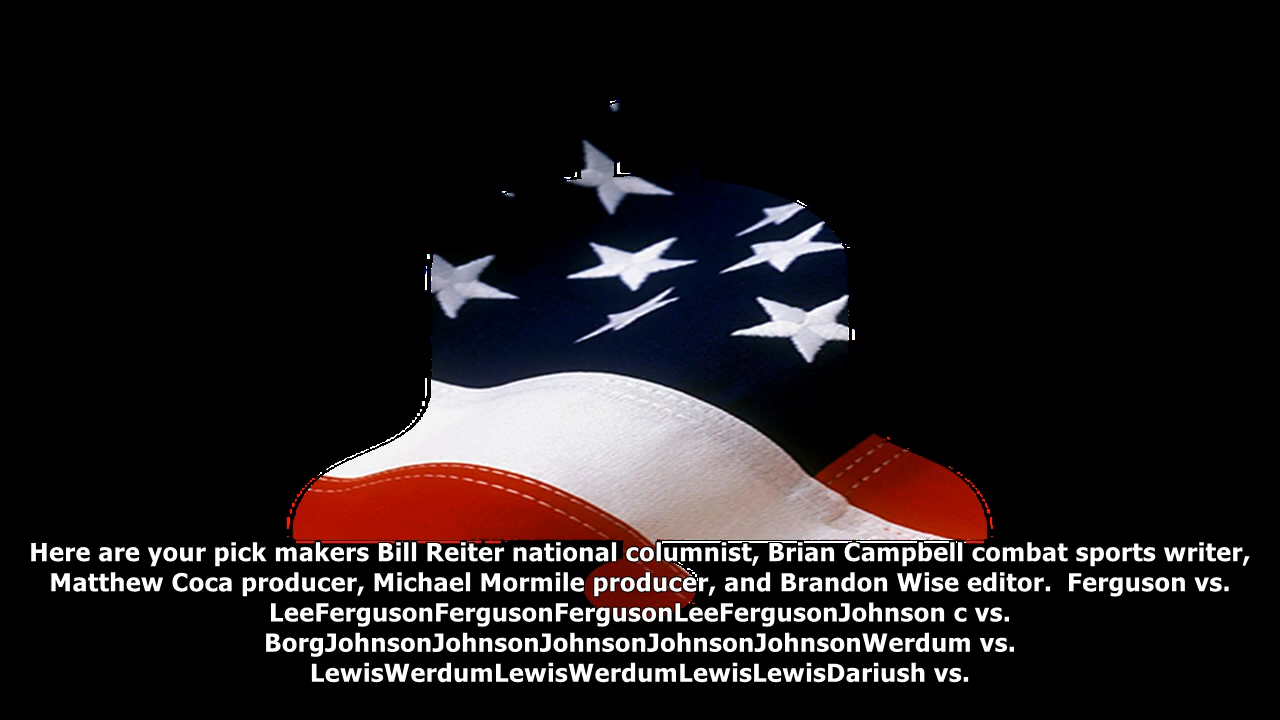 Here are your pick makers Bill Reiter national columnist, Brian Campbell combat sports writer,
Matthew Coca producer, Michael Mormile producer, and Brandon Wise editor.  Ferguson vs.
LeeFergusonFergusonFergusonLeeFergusonJohnson c vs.
BorgJohnsonJohnsonJohnsonJohnsonJohnsonWerdum vs.
LewisWerdumLewisWerdumLewisLewisDariush vs.